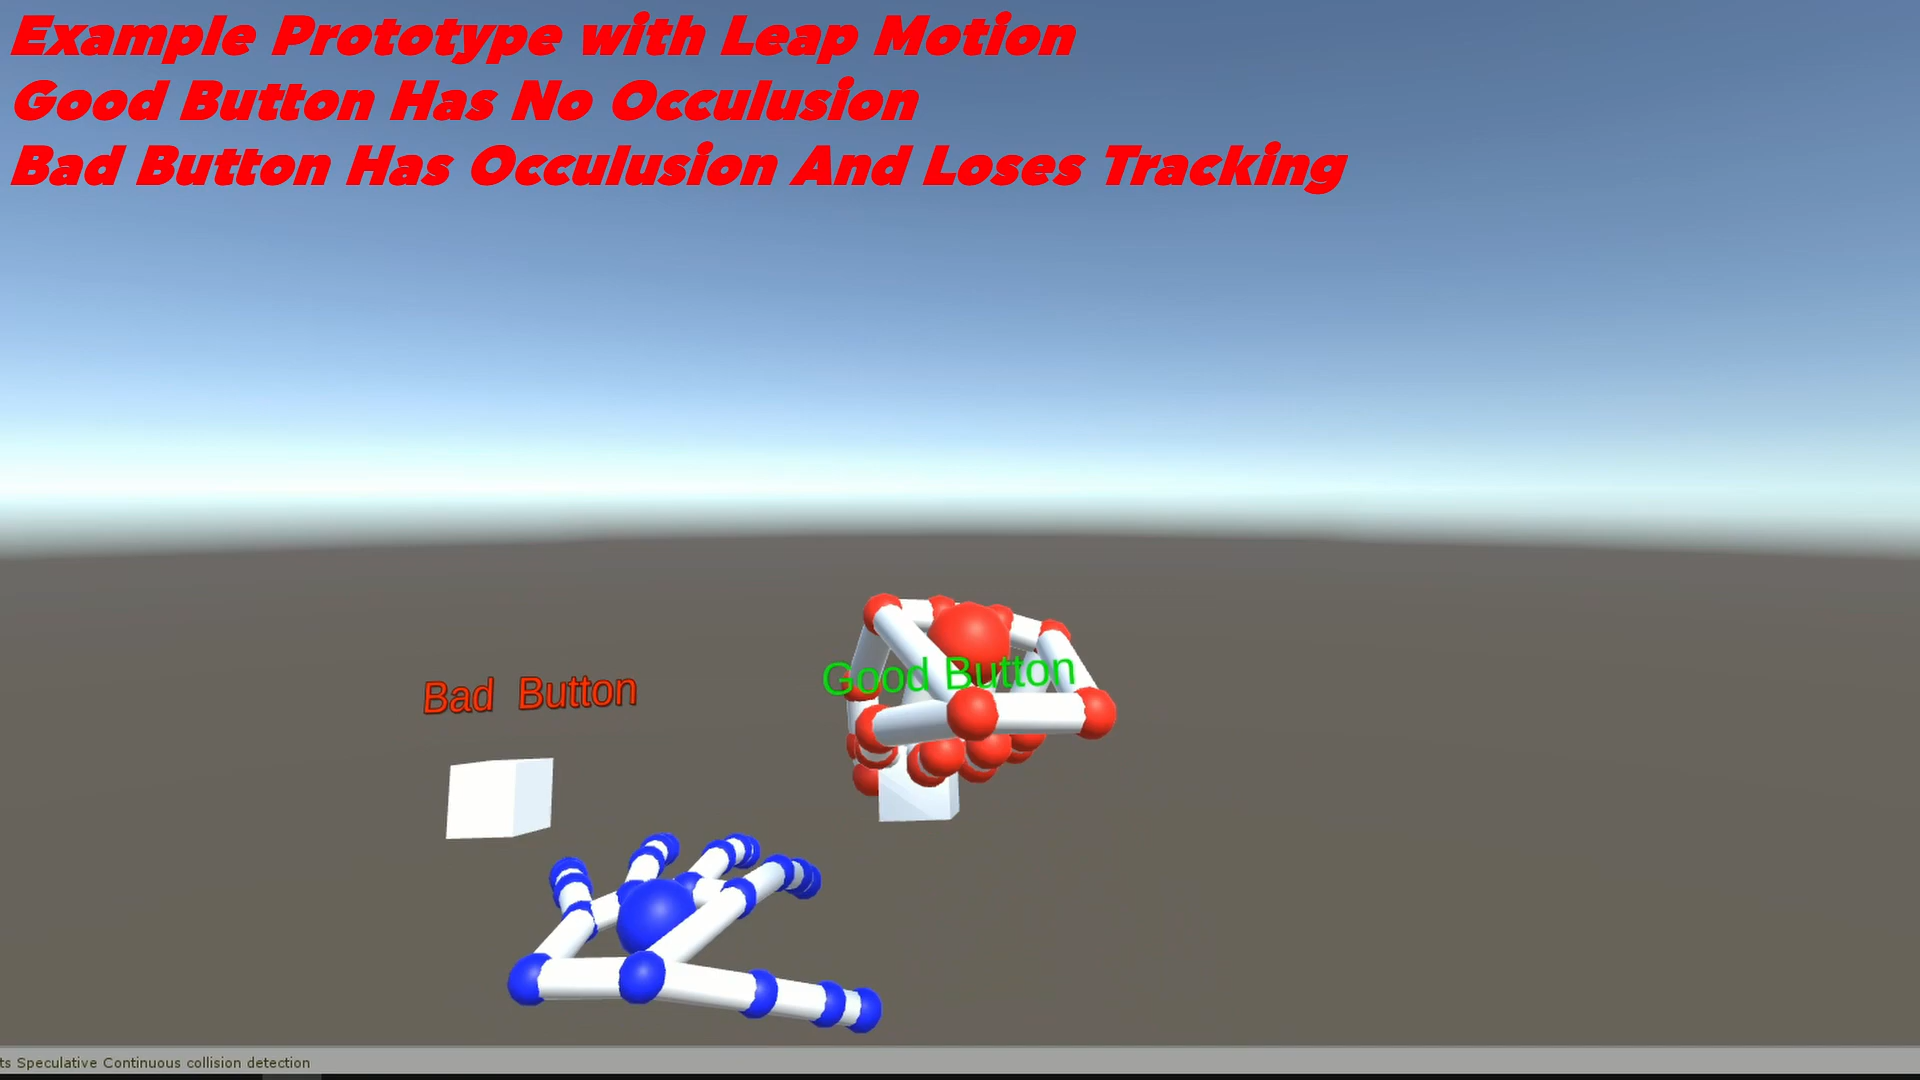 Example Prototype with Leap Motion
Good Button Has No Occulusion
Bad Button Has Occulusion And Loses Tracking
Good Button
Bad Button
ts Speculative Continuous collision detection